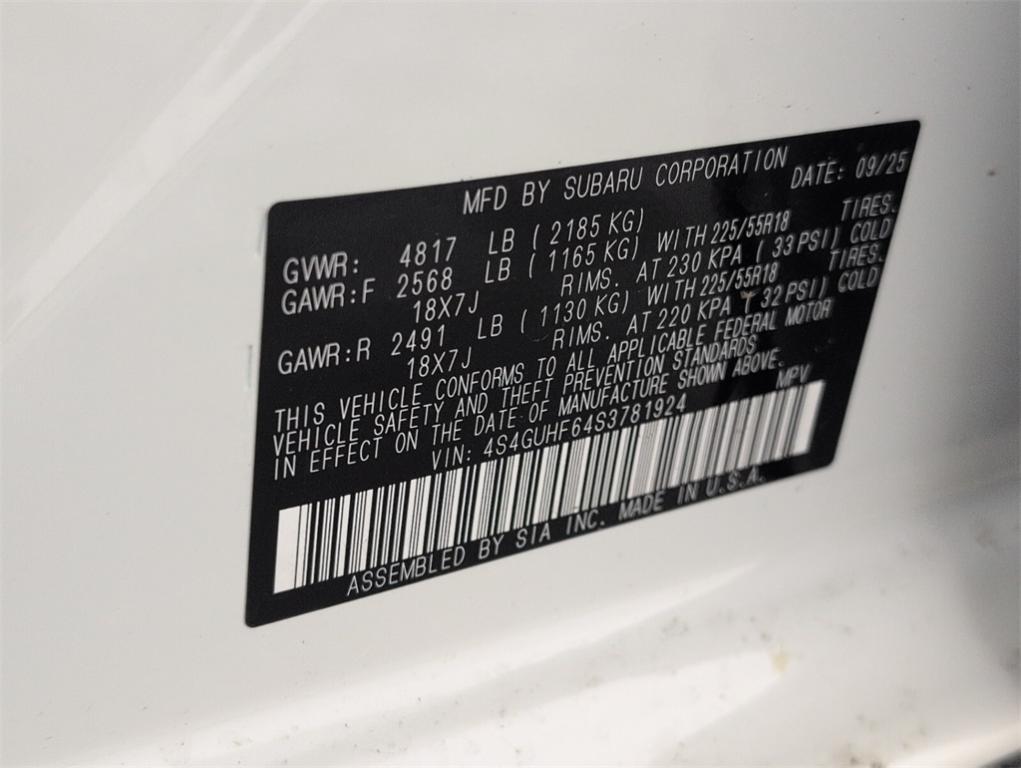 MFD BY SUBARU CORPORATION DATE: 09/25
GVWR: 4817 LB ( 2185 KG)
GAWR:F 2568 LB ( 1165 KG) WITH 225/55R18 TIRES.
18X7J RIMS. AT 230 KPA ( 33 PSI) COLD
GAWR:R 2491 LB ( 1130 KG) WITH 225/55R18 TIRES.
18X7J RIMS. AT 220 KPA ( 32 PSI) COLD
THIS VEHICLE CONFORMS TO ALL APPLICABLE FEDERAL MOTOR
VEHICLE SAFETY AND THEFT PREVENTION STANDARDS
IN EFFECT ON THE DATE OF MANUFACTURE SHOWN ABOVE.
VIN: 4S4GUHF64S3781924 MPV
ASSEMBLED BY SIA INC. MADE IN U.S.A.